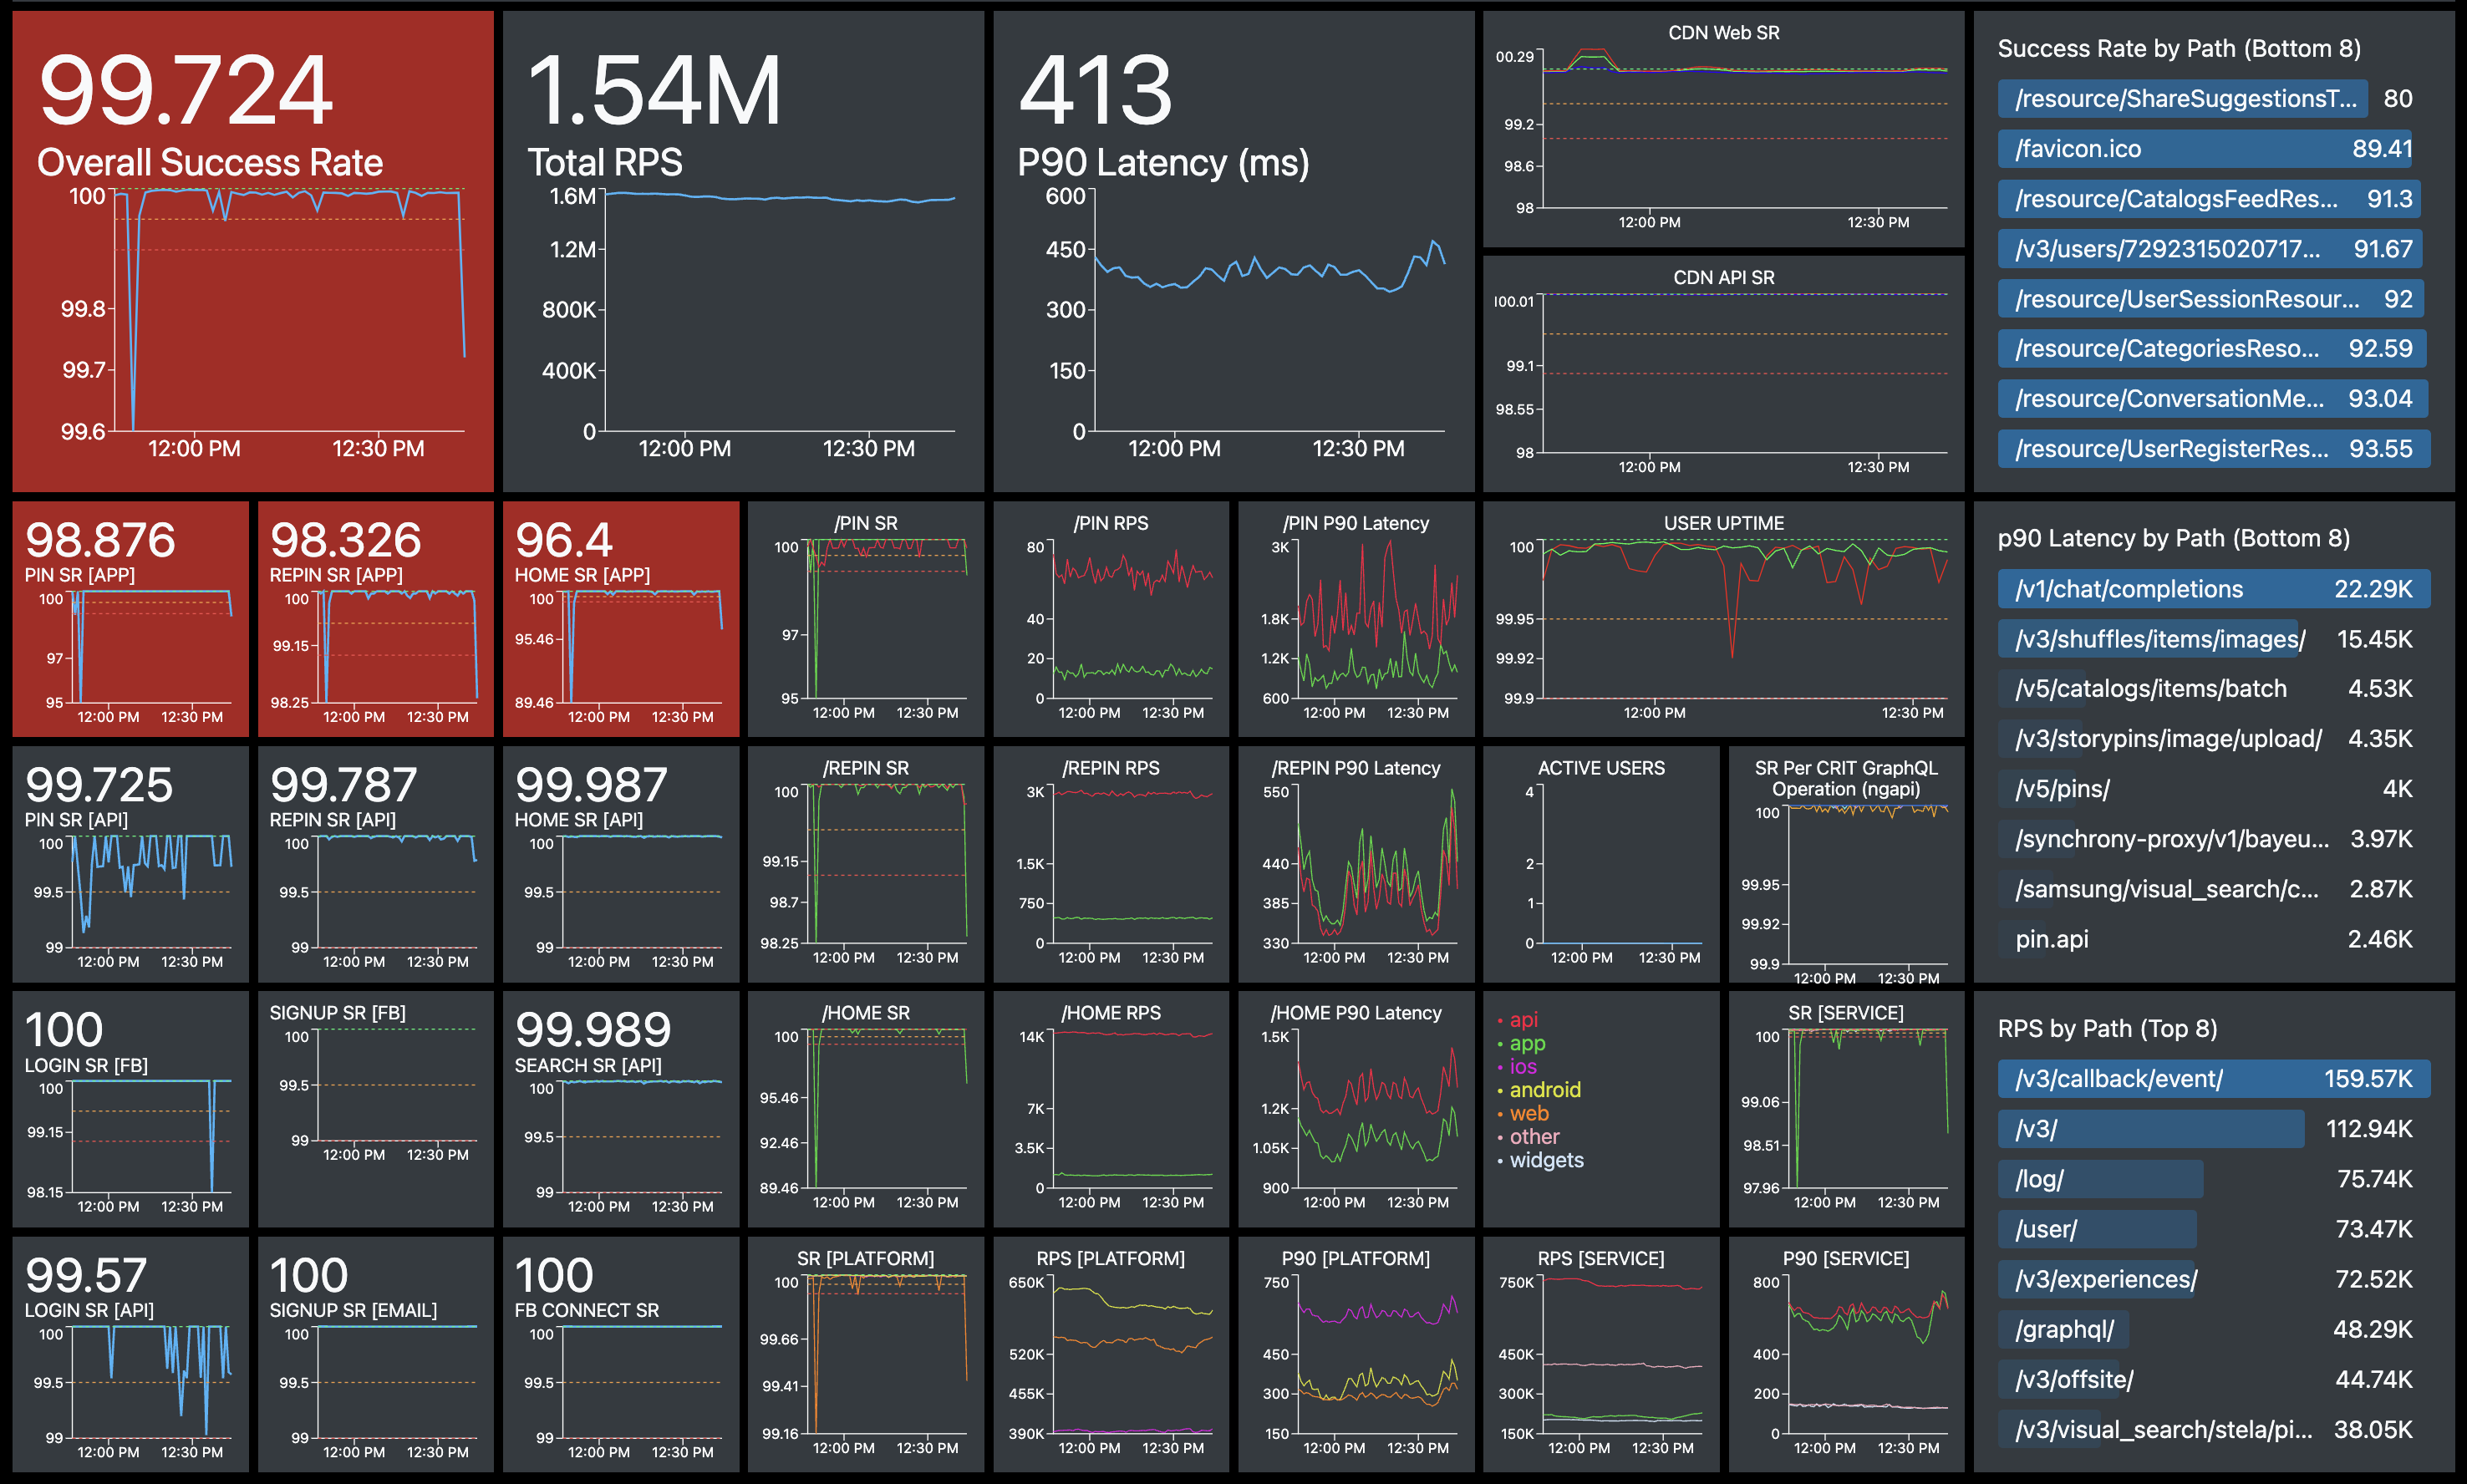 99.724
Overall Success Rate
100
99.8
99.7
99.6
12:00 PM 12:30 PM
1.54M
Total RPS
1.6M
1.2M
800K
400K
0
12:00 PM 12:30 PM
413
P90 Latency (ms)
600
450
300
150
0
12:00 PM 12:30 PM
CDN Web SR
00.29
99.2
98.6
98
12:00 PM 12:30 PM
CDN API SR
100.01
99.1
98.55
98
12:00 PM 12:30 PM
Success Rate by Path (Bottom 8)
/resource/ShareSuggestionsT... 80
/favicon.ico 89.41
/resource/CatalogsFeedRes... 91.3
/v3/users/7292315020717... 91.67
/resource/UserSessionResour... 92
/resource/CategoriesReso... 92.59
/resource/ConversationMe... 93.04
/resource/UserRegisterRes... 93.55
98.876
PIN SR [APP]
100
97
95
12:00 PM 12:30 PM
98.326
REPIN SR [APP]
100
99.15
98.25
12:00 PM 12:30 PM
96.4
HOME SR [APP]
100
95.46
89.46
12:00 PM 12:30 PM
/PIN SR
100
97
95
12:00 PM 12:30 PM
/PIN RPS
80
40
20
0
12:00 PM 12:30 PM
/PIN P90 Latency
3K
1.8K
1.2K
600
12:00 PM 12:30 PM
USER UPTIME
100
99.95
99.92
99.9
12:00 PM 12:30 PM
p90 Latency by Path (Bottom 8)
/v1/chat/completions 22.29K
/v3/shuffles/items/images/ 15.45K
/v5/catalogs/items/batch 4.53K
/v3/storypins/image/upload/ 4.35K
/v5/pins/ 4K
/synchrony-proxy/v1/bayeu... 3.97K
/samsung/visual_search/c... 2.87K
pin.api 2.46K
99.725
PIN SR [API]
100
99.5
99
12:00 PM 12:30 PM
99.787
REPIN SR [API]
100
99.5
99
12:00 PM 12:30 PM
99.987
HOME SR [API]
100
99.5
99
12:00 PM 12:30 PM
/REPIN SR
100
99.15
98.7
98.25
12:00 PM 12:30 PM
/REPIN RPS
3K
1.5K
750
0
12:00 PM 12:30 PM
/REPIN P90 Latency
550
440
385
330
12:00 PM 12:30 PM
ACTIVE USERS
4
2
1
0
12:00 PM 12:30 PM
SR Per CRIT GraphQL
Operation (ngapi)
100
99.95
99.92
99.9
12:00 PM 12:30 PM
100
LOGIN SR [FB]
100
99.15
98.15
12:00 PM 12:30 PM
SIGNUP SR [FB]
100
99.5
99
12:00 PM 12:30 PM
99.989
SEARCH SR [API]
100
99.5
99
12:00 PM 12:30 PM
/HOME SR
100
95.46
92.46
89.46
12:00 PM 12:30 PM
/HOME RPS
14K
7K
3.5K
0
12:00 PM 12:30 PM
/HOME P90 Latency
1.5K
1.2K
1.05K
900
12:00 PM 12:30 PM
• api
• app
• ios
• android
• web
• other
• widgets
SR [SERVICE]
100
99.06
98.51
97.96
12:00 PM 12:30 PM
RPS by Path (Top 8)
/v3/callback/event/ 159.57K
/v3/ 112.94K
/log/ 75.74K
/user/ 73.47K
/v3/experiences/ 72.52K
/graphql/ 48.29K
/v3/offsite/ 44.74K
/v3/visual_search/stela/pi... 38.05K
99.57
LOGIN SR [API]
100
99.5
99
12:00 PM 12:30 PM
100
SIGNUP SR [EMAIL]
100
99.5
99
12:00 PM 12:30 PM
100
FB CONNECT SR
100
99.5
99
12:00 PM 12:30 PM
SR [PLATFORM]
100
99.66
99.41
99.16
12:00 PM 12:30 PM
RPS [PLATFORM]
650K
520K
455K
390K
12:00 PM 12:30 PM
P90 [PLATFORM]
750
450
300
150
12:00 PM 12:30 PM
RPS [SERVICE]
750K
450K
300K
150K
12:00 PM 12:30 PM
P90 [SERVICE]
800
400
200
0
12:00 PM 12:30 PM